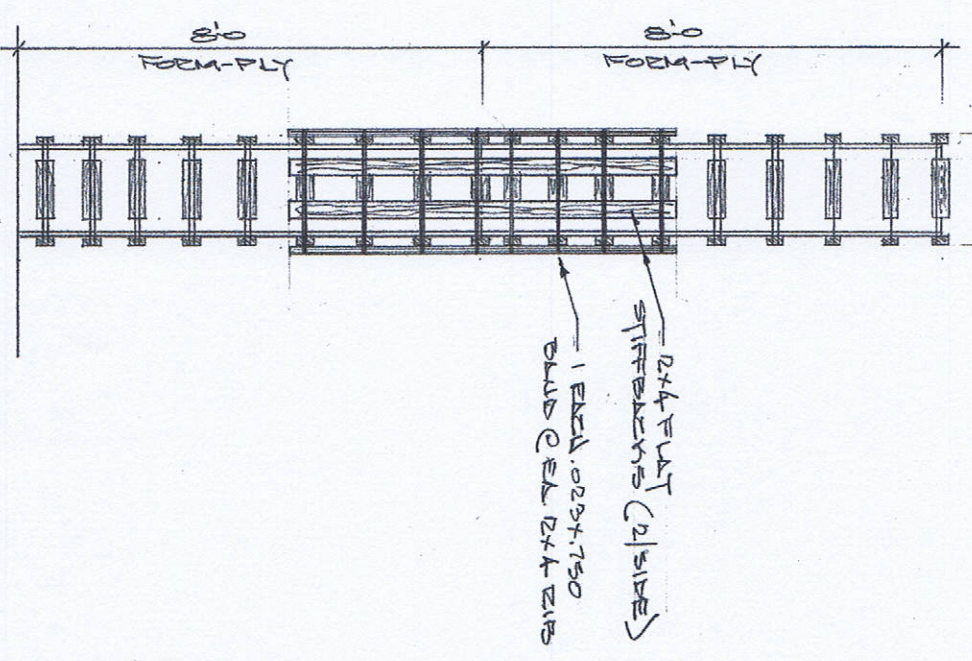 8'-0
FORM-PLY
8'-0
FORM-PLY
2x4 FLAT
STIFFBACKS (2/SIDE)
1 EACH .023x.750
BAND @ EA 2x4 RIB